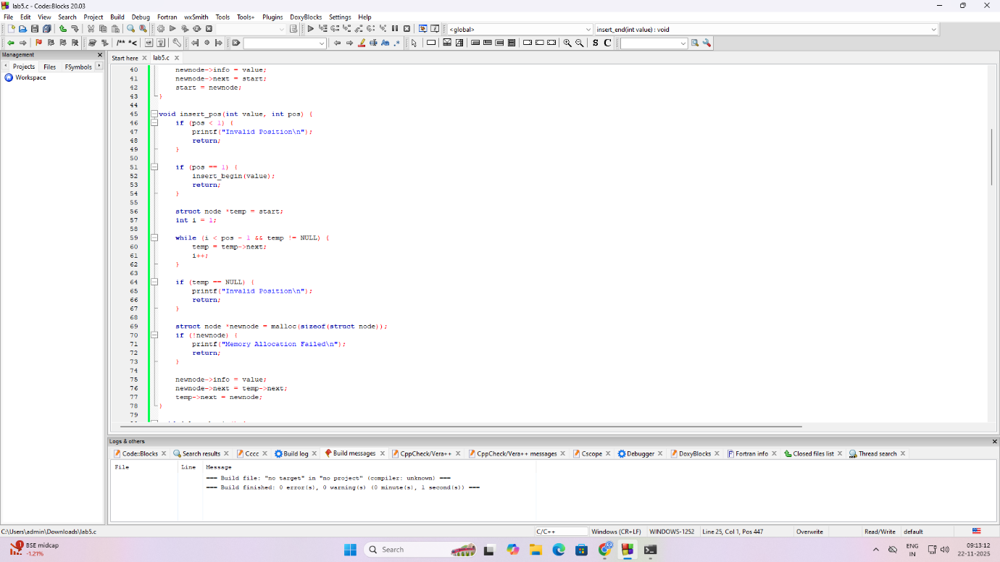 lab5.c - Code::Blocks 20.03
File Edit View Search Project Build Debug Fortran wxSmith Tools Tools+ Plugins DoxyBlocks Settings Help
<global> insert_end(int value) : void
/** *< S C
Management
Projects Files FSymbols
Workspace
Start here lab5.c
40 newnode->info = value;
41 newnode->next = start;
42 start = newnode;
43 }
44
45 void insert_pos(int value, int pos) {
46 if (pos < 1) {
47 printf("Invalid Position\n");
48 return;
49 }
50
51 if (pos == 1) {
52 insert_begin(value);
53 return;
54 }
55
56 struct node *temp = start;
57 int i = 1;
58
59 while (i < pos - 1 && temp != NULL) {
60 temp = temp->next;
61 i++;
62 }
63
64 if (temp == NULL) {
65 printf("Invalid Position\n");
66 return;
67 }
68
69 struct node *newnode = malloc(sizeof(struct node));
70 if (!newnode) {
71 printf("Memory Allocation Failed\n");
72 return;
73 }
74
75 newnode->info = value;
76 newnode->next = temp->next;
77 temp->next = newnode;
78 }
79
Logs & others
Code::Blocks Search results Cccc Build log Build messages CppCheck/Vera++ CppCheck/Vera++ messages Cscope Debugger DoxyBlocks Fortran info Closed files list Thread search
File Line Message
=== Build file: "no target" in "no project" (compiler: unknown) ===
=== Build finished: 0 error(s), 0 warning(s) (0 minute(s), 1 second(s)) ===
C:\Users\admin\Downloads\lab5.c C/C++ Windows (CR+LF) WINDOWS-1252 Line 25, Col 1, Pos 447 Overwrite Read/Write default
1 BSE midcap
-1.21%
Search
ENG
IN
09:13:12
22-11-2025